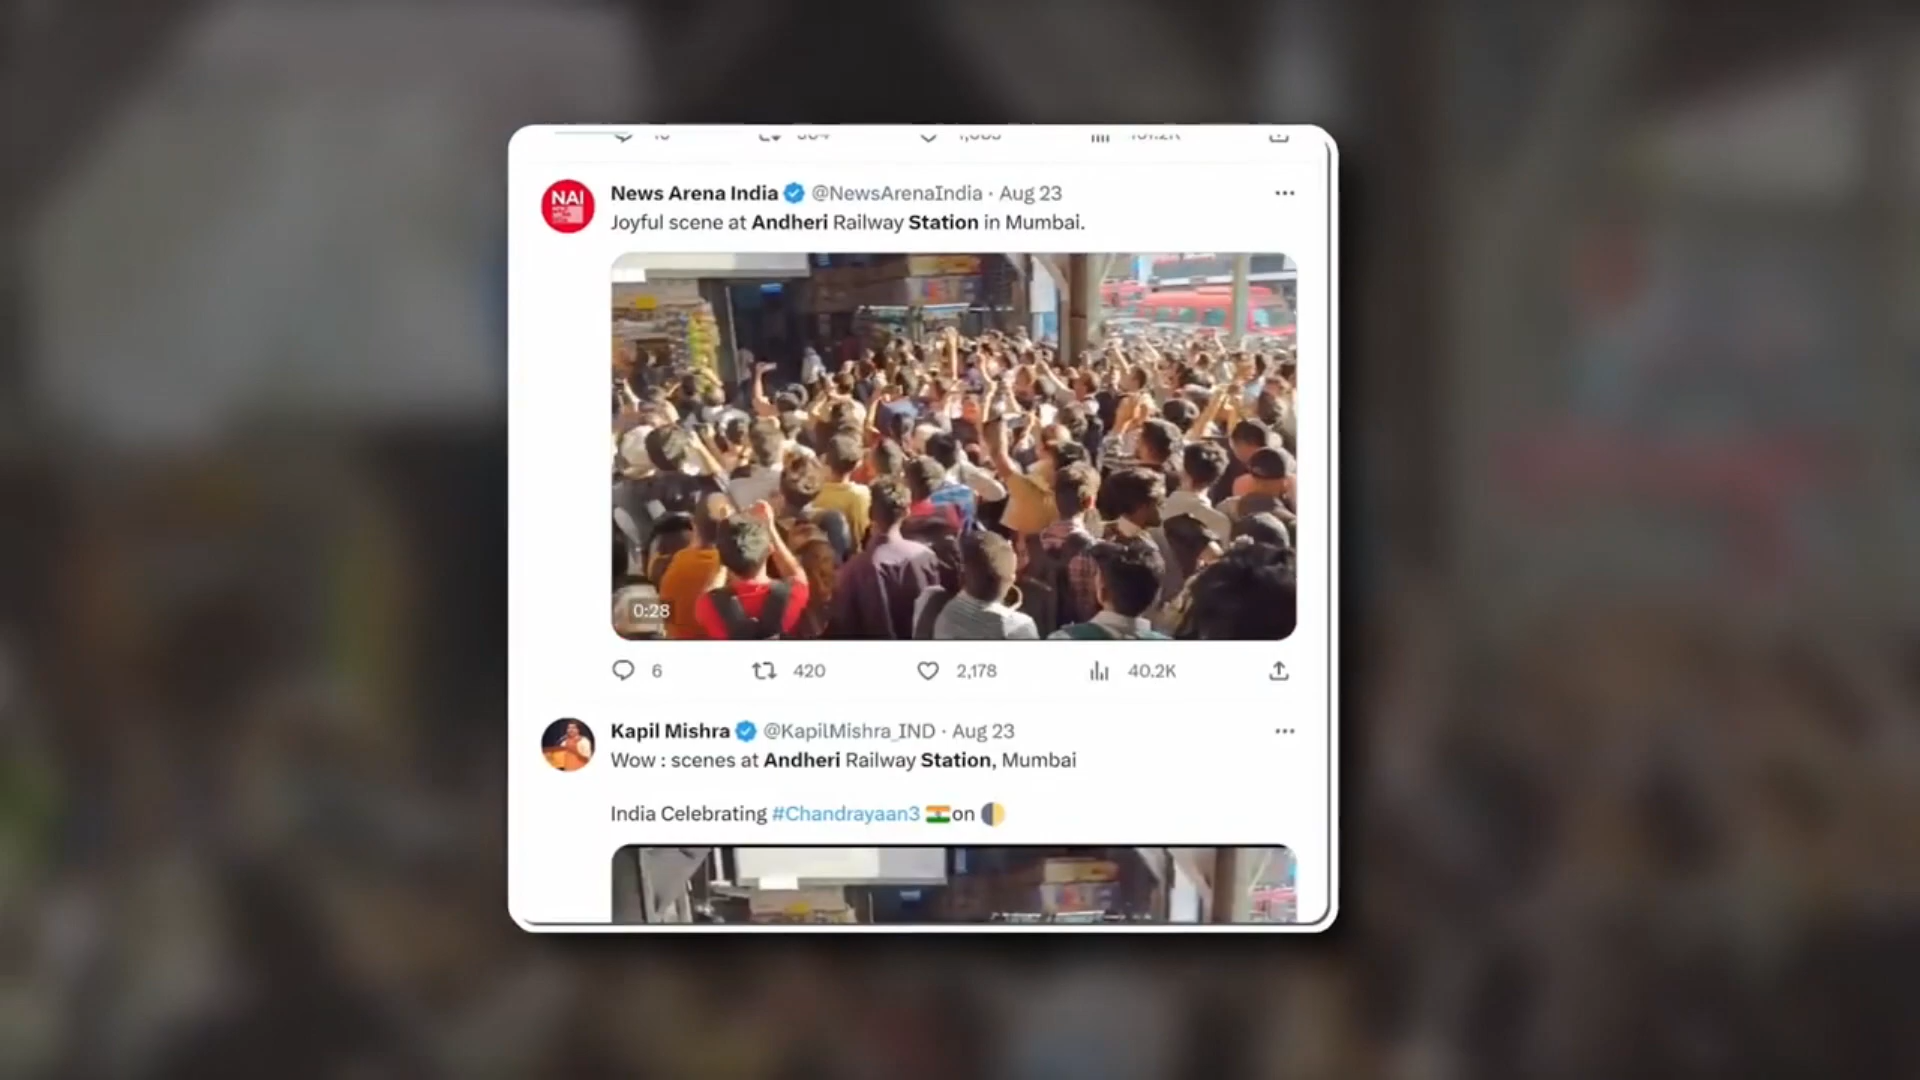 News Arena India @NewsArenaIndia · Aug 23
NAI
Joyful scene at Andheri Railway Station in Mumbai.
0:28
6 420 2,178 40.2K
Kapil Mishra @KapilMishra_IND · Aug 23
Wow : scenes at Andheri Railway Station, Mumbai
India Celebrating #Chandrayaan3 🇮🇳on 🌓